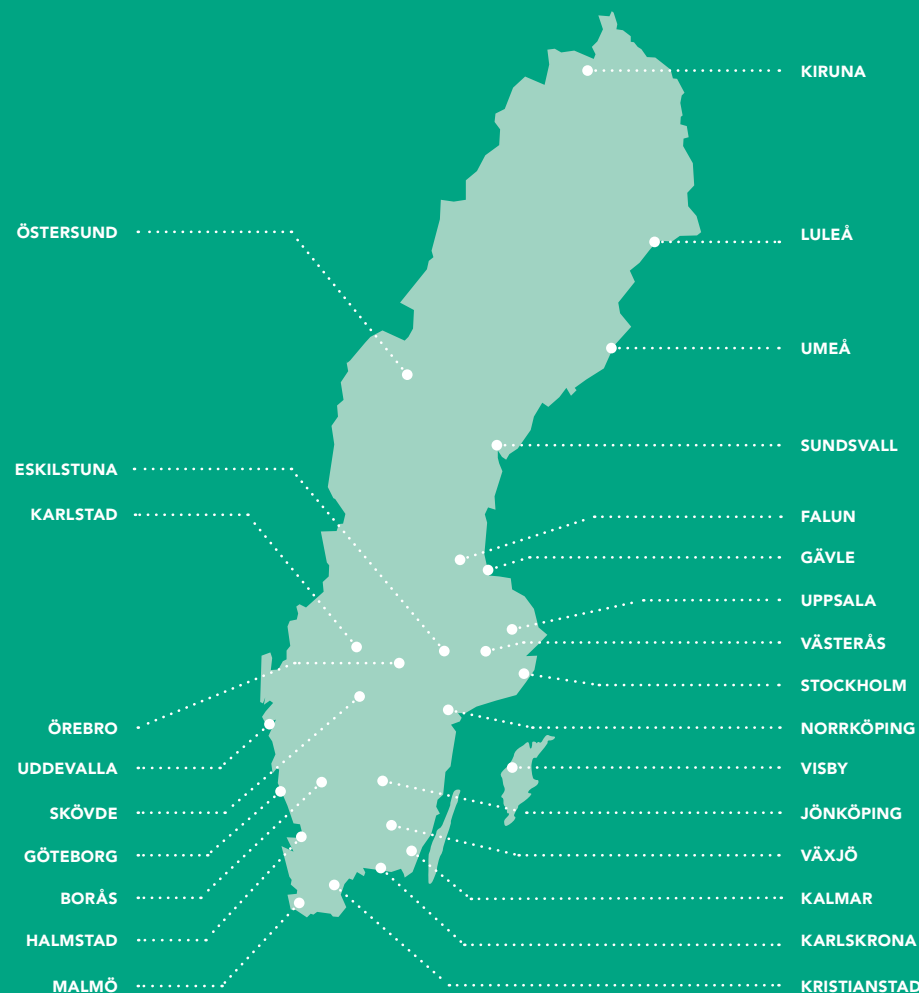 KIRUNA
ÖSTERSUND
LULEÅ
UMEÅ
SUNDSVALL
ESKILSTUNA
KARLSTAD
FALUN
GÄVLE
UPPSALA
VÄSTERÅS
STOCKHOLM
ÖREBRO
NORRKÖPING
UDDEVALLA
VISBY
SKÖVDE
JÖNKÖPING
GÖTEBORG
VÄXJÖ
BORÅS
KALMAR
HALMSTAD
KARLSKRONA
MALMÖ
KRISTIANSTAD